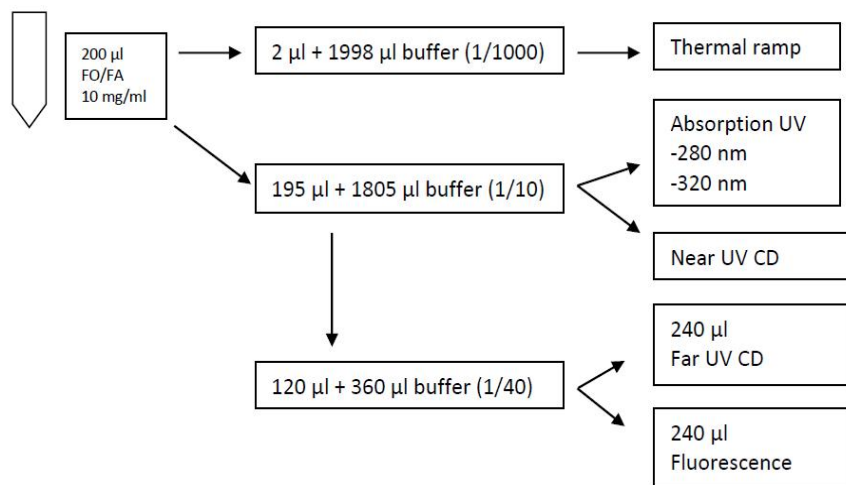 200 µl
FO/FA
10 mg/ml
2 µl + 1998 µl buffer (1/1000)
Thermal ramp
195 µl + 1805 µl buffer (1/10)
Absorption UV
-280 nm
-320 nm
Near UV CD
120 µl + 360 µl buffer (1/40)
240 µl
Far UV CD
240 µl
Fluorescence